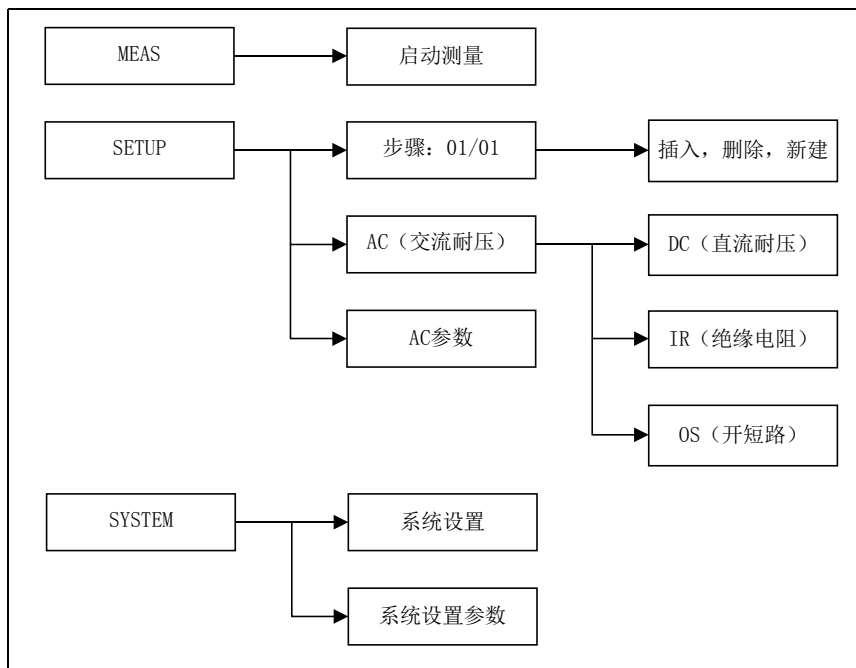 MEAS
启动测量
SETUP
步骤：01/01
插入，删除，新建
AC（交流耐压）
DC（直流耐压）
AC参数
IR（绝缘电阻）
OS（开短路）
SYSTEM
系统设置
系统设置参数